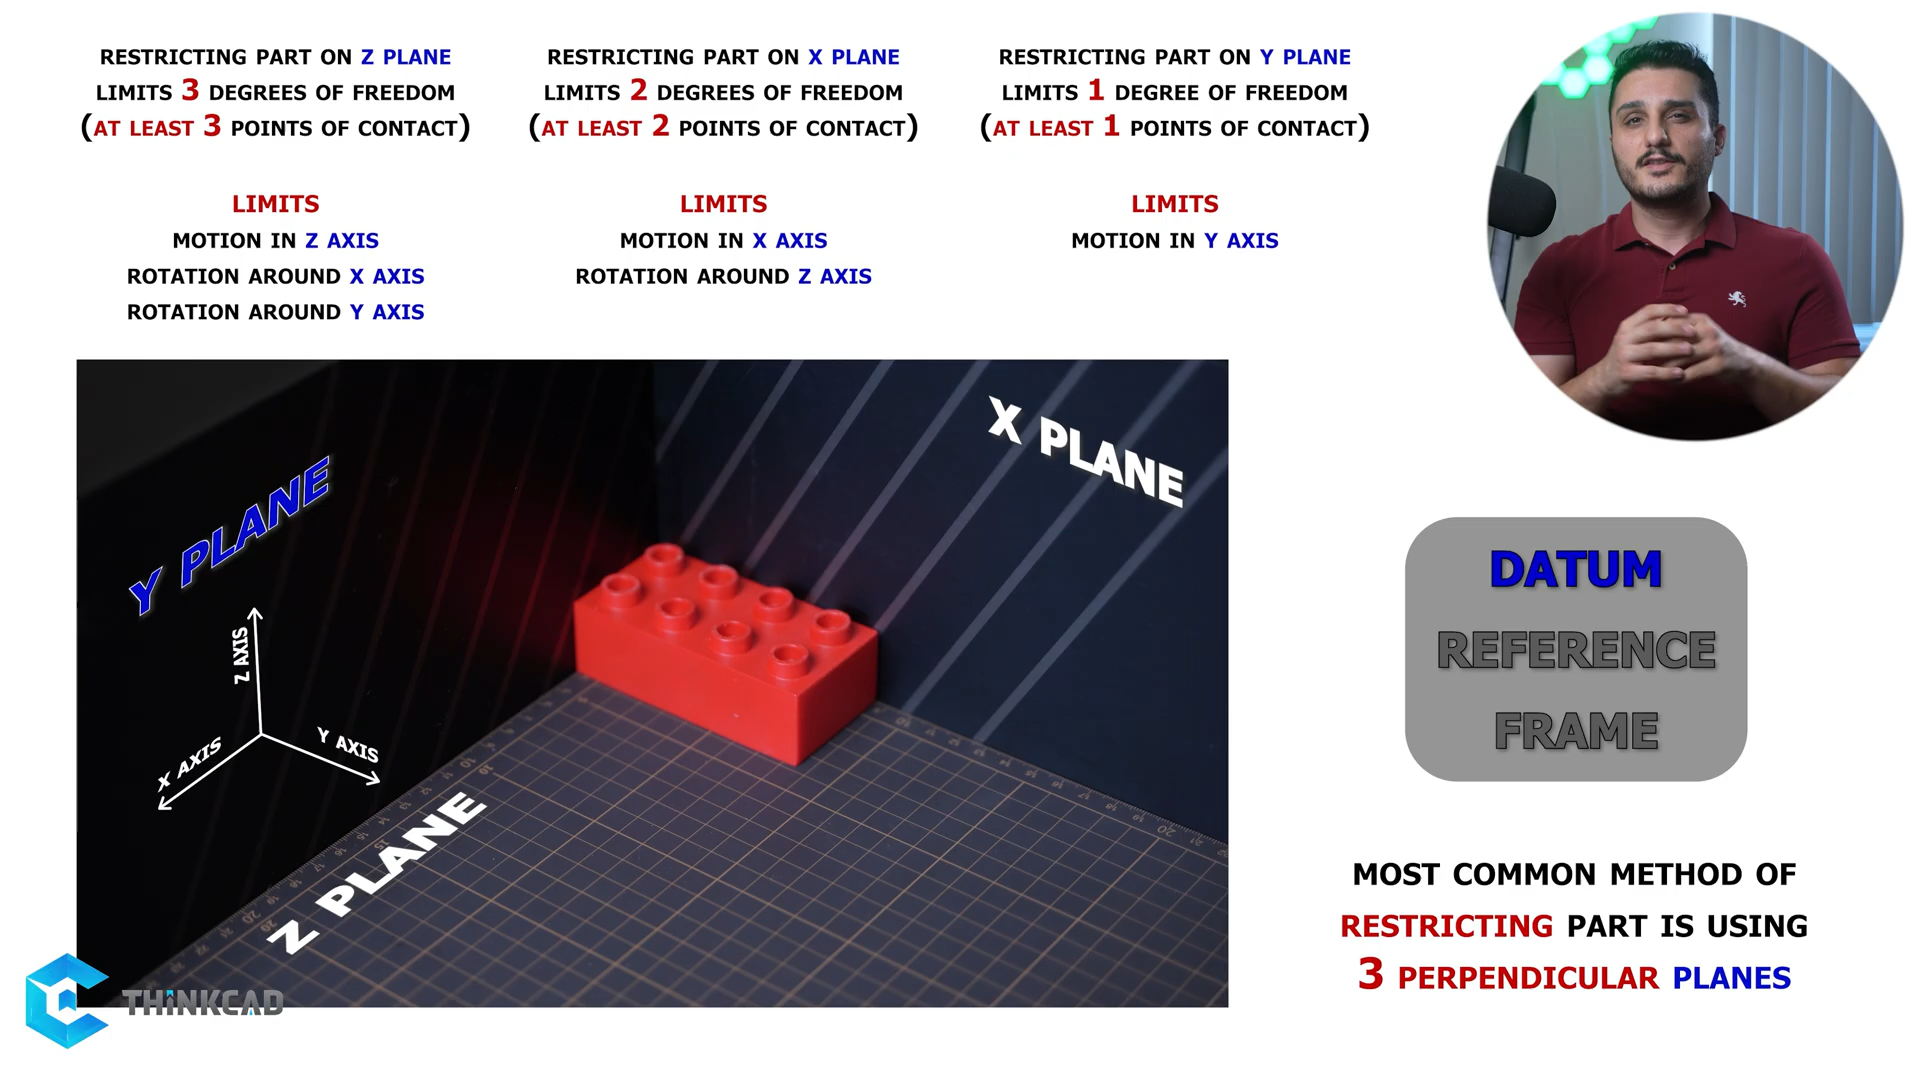 RESTRICTING PART ON Z PLANE
LIMITS 3 DEGREES OF FREEDOM
(AT LEAST 3 POINTS OF CONTACT)
LIMITS
MOTION IN Z AXIS
ROTATION AROUND X AXIS
ROTATION AROUND Y AXIS
RESTRICTING PART ON X PLANE
LIMITS 2 DEGREES OF FREEDOM
(AT LEAST 2 POINTS OF CONTACT)
LIMITS
MOTION IN X AXIS
ROTATION AROUND Z AXIS
RESTRICTING PART ON Y PLANE
LIMITS 1 DEGREE OF FREEDOM
(AT LEAST 1 POINTS OF CONTACT)
LIMITS
MOTION IN Y AXIS
X PLANE
Y PLANE
Z AXIS
X AXIS
Y AXIS
Z PLANE
DATUM
REFERENCE
FRAME
MOST COMMON METHOD OF
RESTRICTING PART IS USING
3 PERPENDICULAR PLANES
THINKCAD